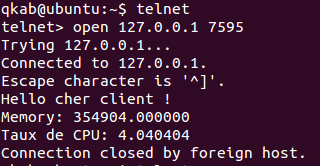 qkab@ubuntu:~$ telnet
telnet> open 127.0.0.1 7595
Trying 127.0.0.1...
Connected to 127.0.0.1.
Escape character is '^]'.
Hello cher client !
Memory: 354904.000000
Taux de CPU: 4.040404
Connection closed by foreign host.